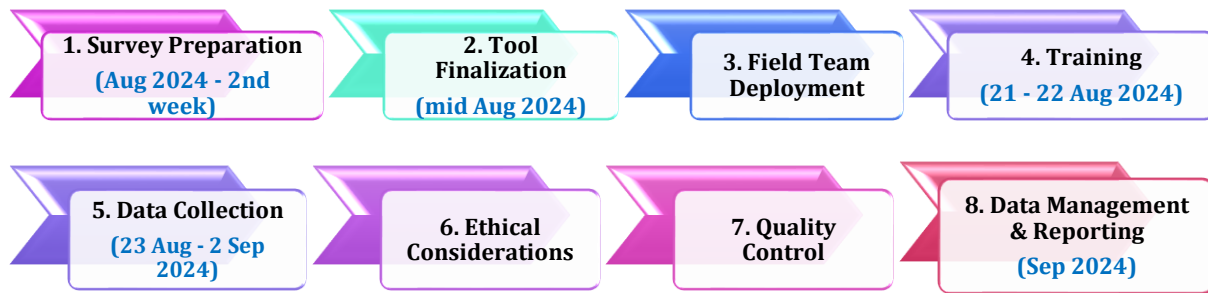 1. Survey Preparation
(Aug 2024 - 2nd
week)
2. Tool
Finalization
(mid Aug 2024)
3. Field Team
Deployment
4. Training
(21 - 22 Aug 2024)
5. Data Collection
(23 Aug - 2 Sep
2024)
6. Ethical
Considerations
7. Quality
Control
8. Data Management
& Reporting
(Sep 2024)